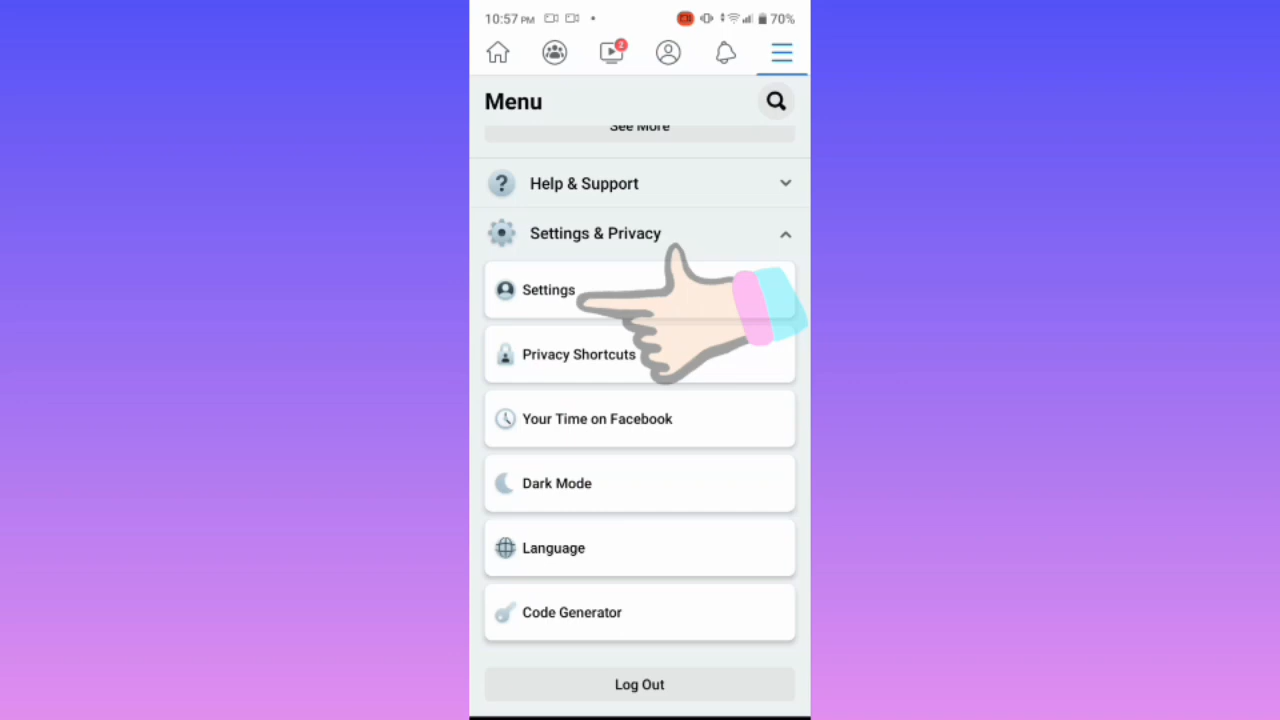 10:57 PM 70%
2
Menu
See More
Help & Support
Settings & Privacy
Settings
Privacy Shortcuts
Your Time on Facebook
Dark Mode
Language
Code Generator
Log Out